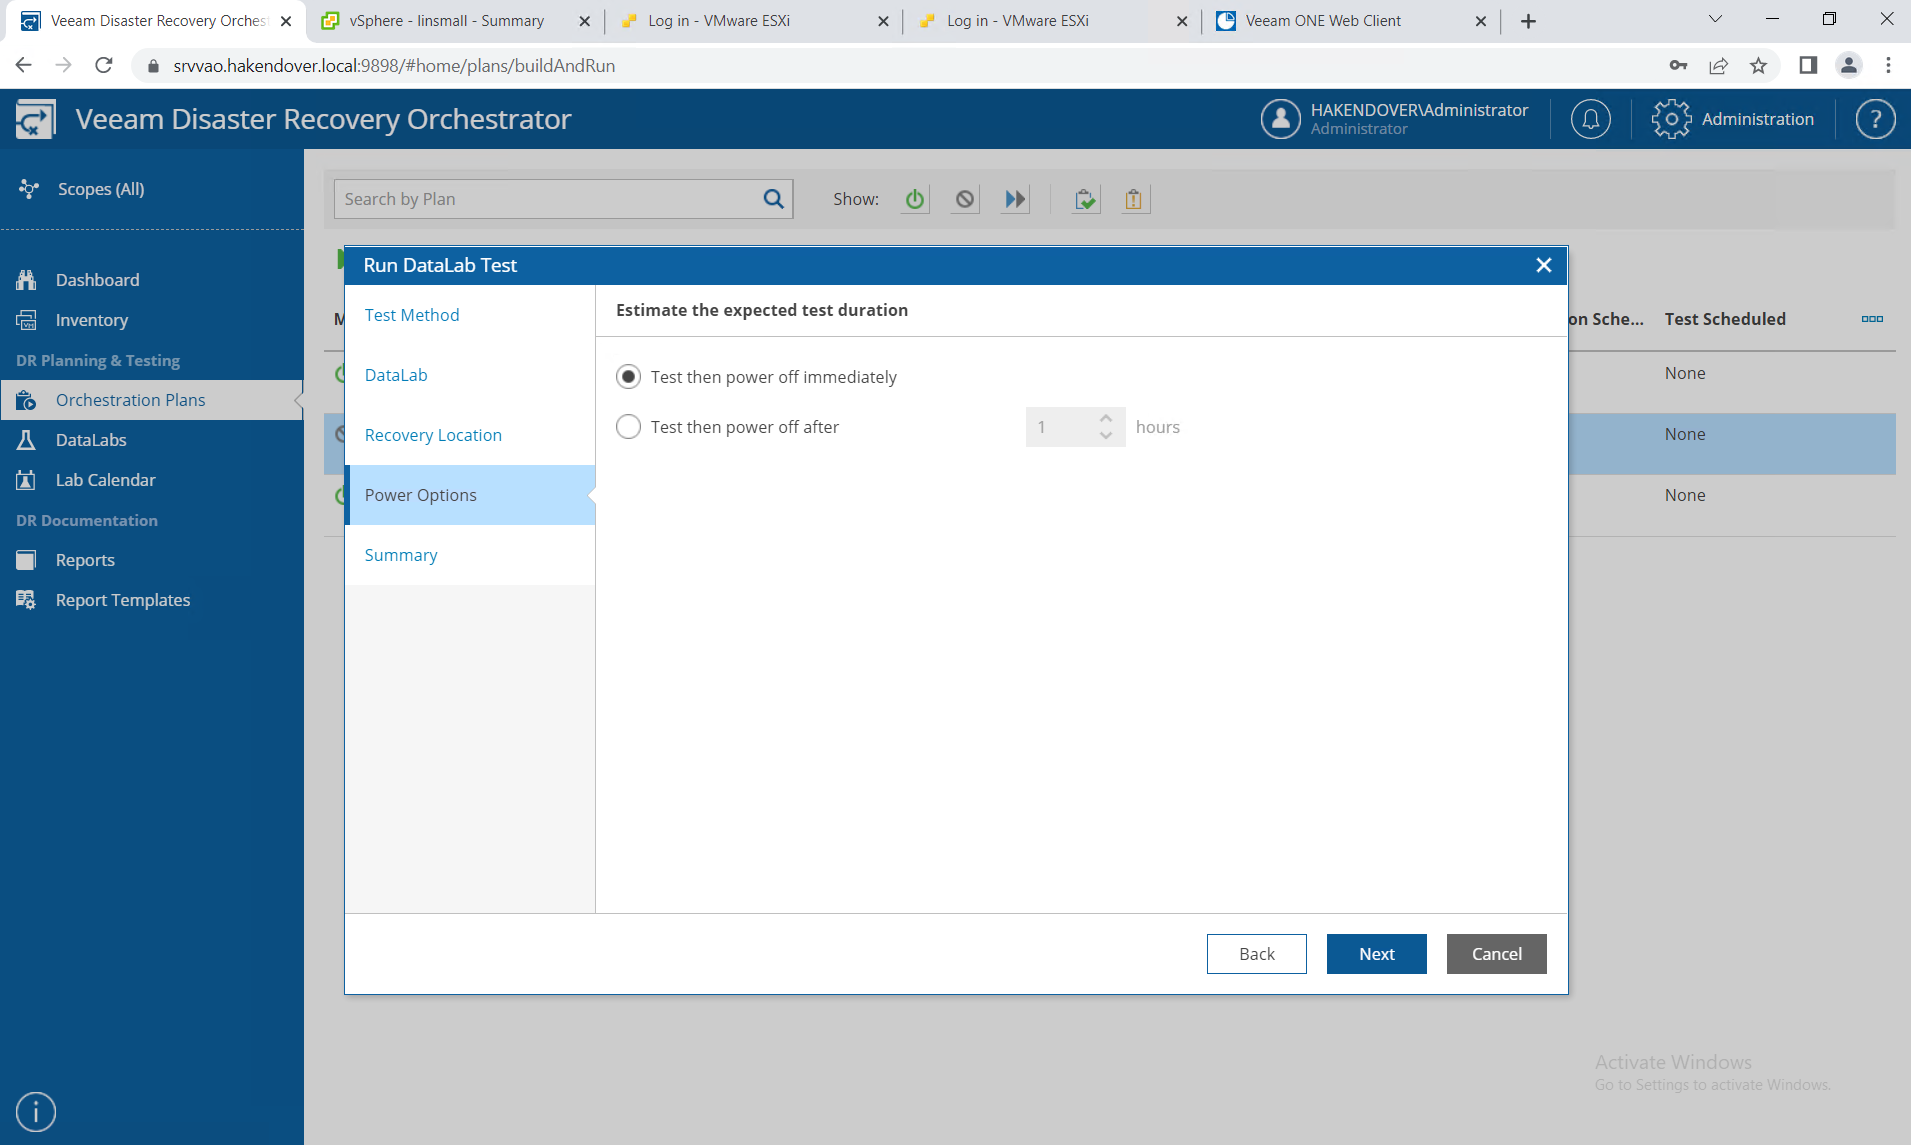 Veeam Disaster Recovery Orchest
vSphere - linsmall - Summary
Log in - VMware ESXi
Log in - VMware ESXi
Veeam ONE Web Client
srvvao.hakendover.local:9898/#home/plans/buildAndRun
Veeam Disaster Recovery Orchestrator
HAKENDOVER\Administrator
Administrator
Administration
?
Scopes (All)
Dashboard
Inventory
DR Planning & Testing
Orchestration Plans
DataLabs
Lab Calendar
DR Documentation
Reports
Report Templates
Search by Plan
Show:
on Sche... Test Scheduled
None
None
None
Run DataLab Test
Test Method
DataLab
Recovery Location
Power Options
Summary
Estimate the expected test duration
Test then power off immediately
Test then power off after 1 hours
Back Next Cancel
Activate Windows
Go to Settings to activate Windows.